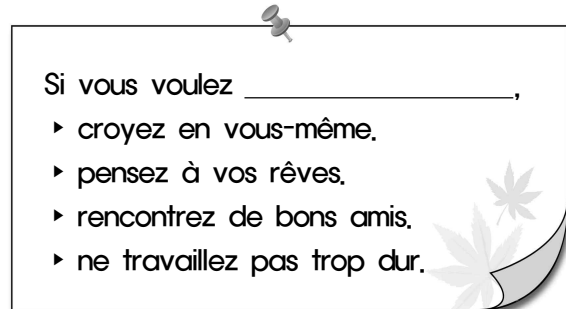 Si vous voulez ____________________,
‣ croyez en vous-même.
‣ pensez à vos rêves.
‣ rencontrez de bons amis.
‣ ne travaillez pas trop dur.